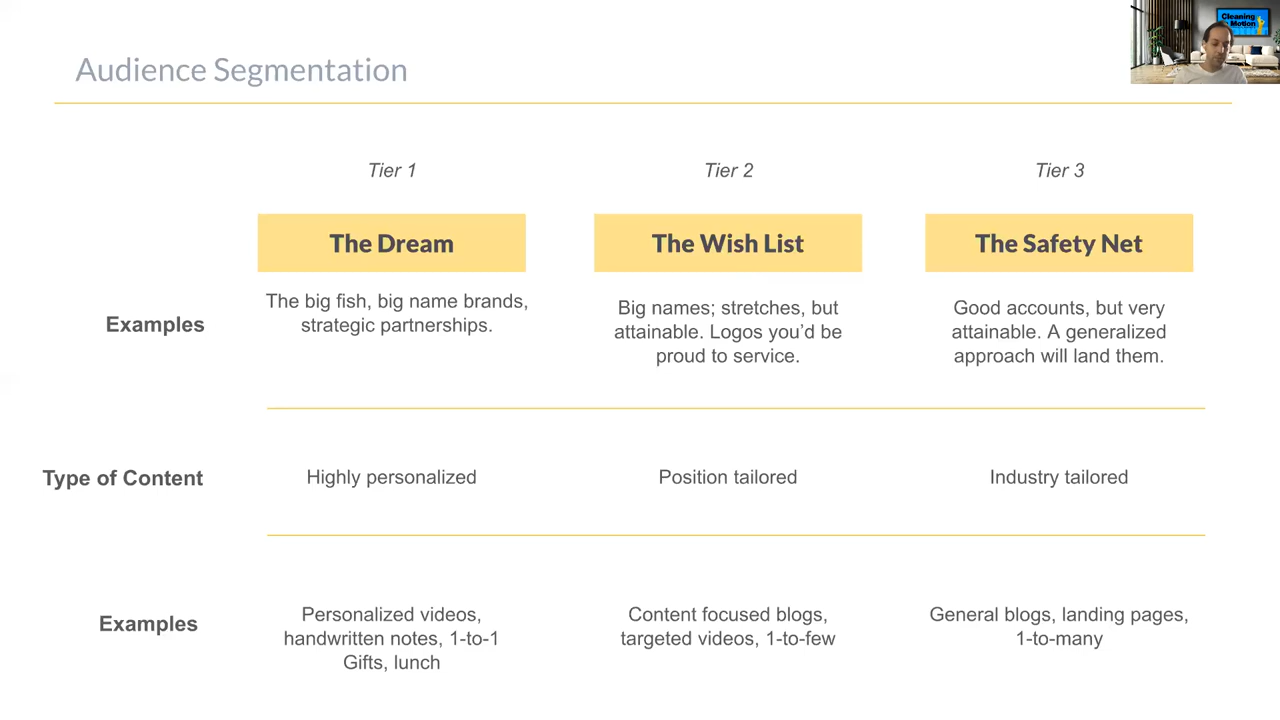 Audience Segmentation
Cleaning
in Motion
Tier 1
Tier 2
Tier 3
The Dream
The Wish List
The Safety Net
Examples
The big fish, big name brands,
strategic partnerships.
Big names; stretches, but
attainable. Logos you’d be
proud to service.
Good accounts, but very
attainable. A generalized
approach will land them.
Type of Content
Highly personalized
Position tailored
Industry tailored
Examples
Personalized videos,
handwritten notes, 1-to-1
Gifts, lunch
Content focused blogs,
targeted videos, 1-to-few
General blogs, landing pages,
1-to-many